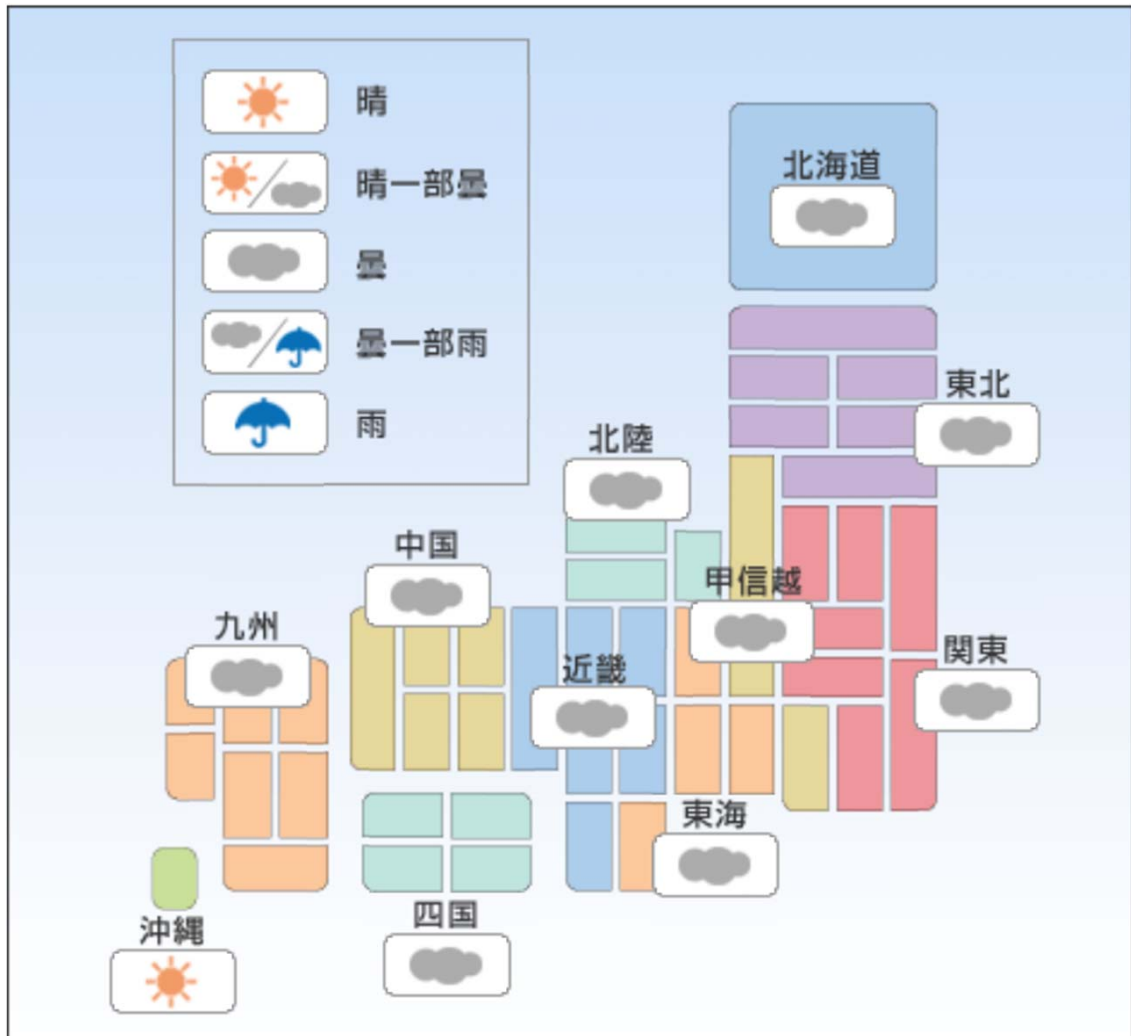 晴
晴一部曇
曇
曇一部雨
雨
北海道
東北
北陸
中国
甲信越
九州
関東
近畿
東海
四国
沖縄